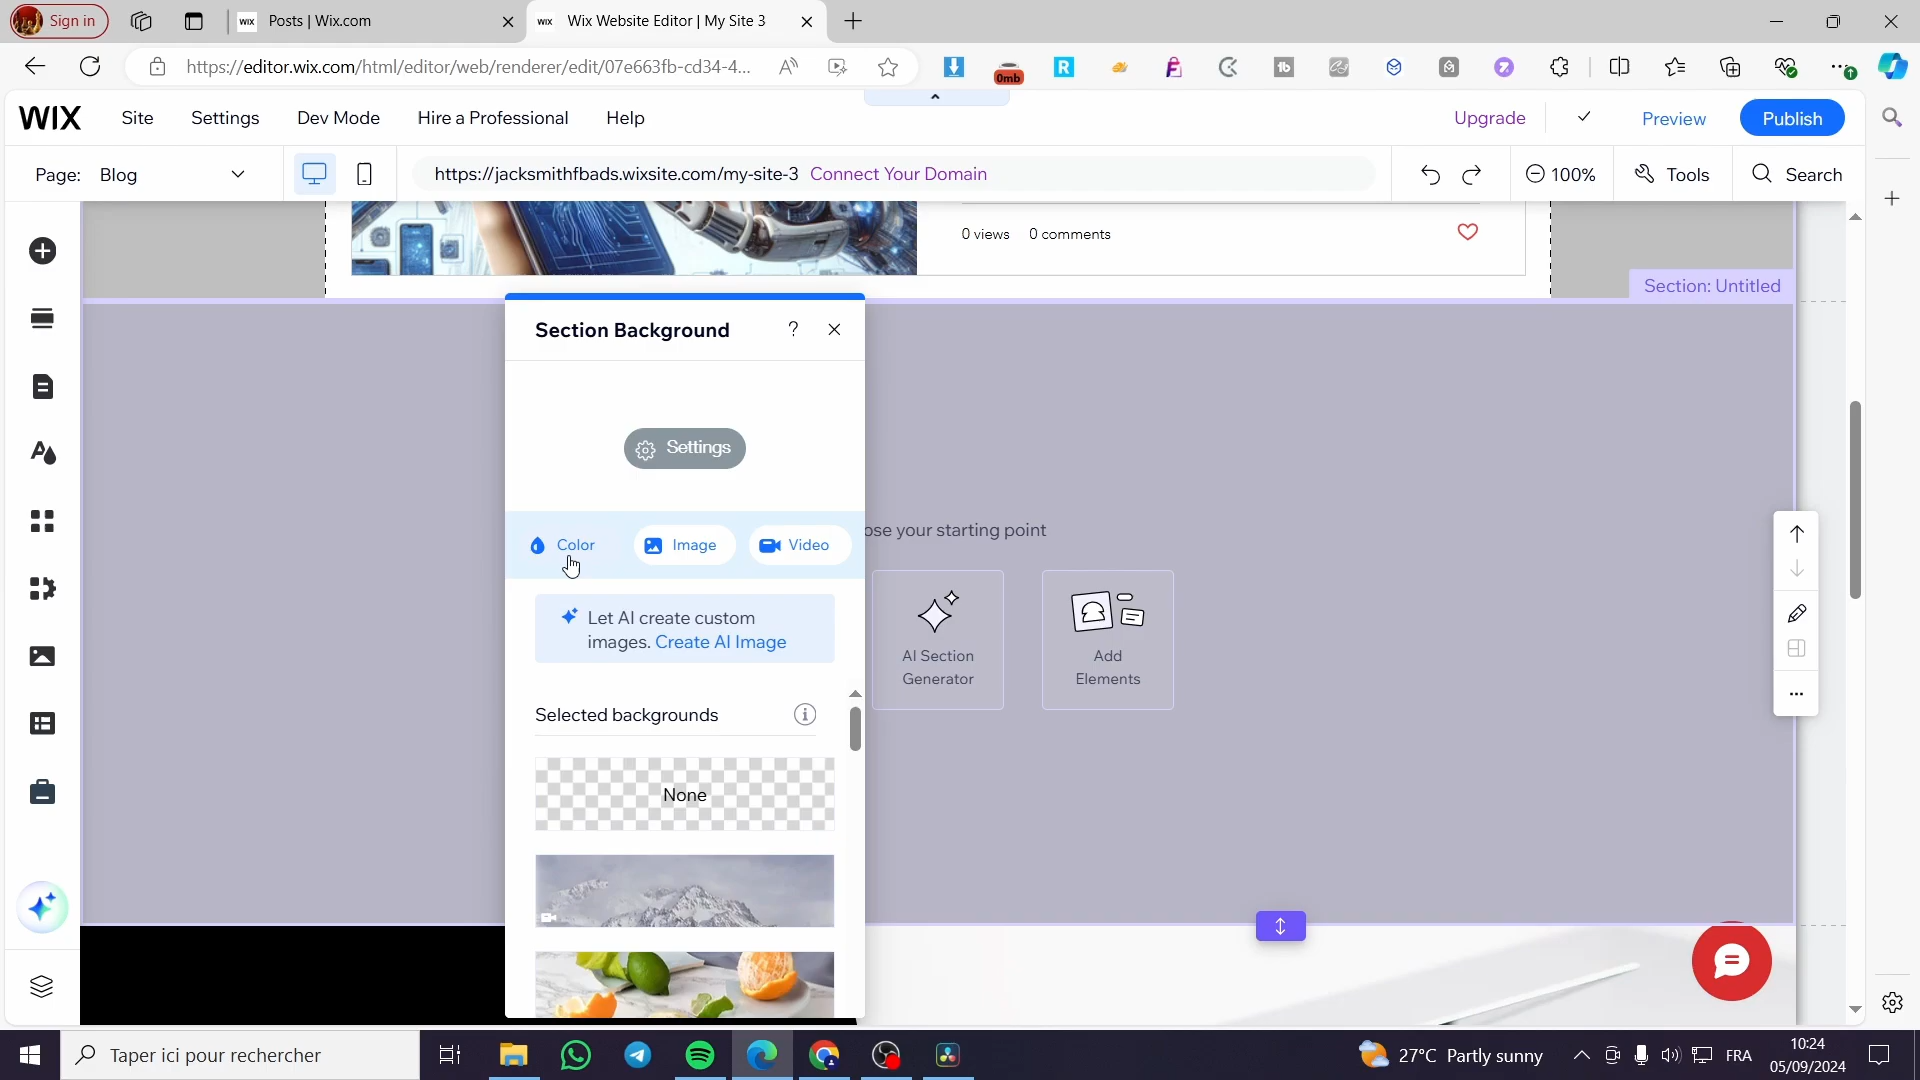 Sign in
WIX
Posts | Wix.com
WIX
Wix Website Editor | My Site 3
https://editor.wix.com/html/editor/web/renderer/edit/07e663fb-cd34-4...
0mb
WIX
Site
Settings
Dev Mode
Hire a Professional
Help
Upgrade
Preview
Publish
Page: Blog
https://jacksmithfbads.wixsite.com/my-site-3 Connect Your Domain
100%
Tools
Search
0 views 0 comments
Section: Untitled
Section Background
?
Settings
ose your starting point
Color
Image
Video
Let AI create custom
images. Create AI Image
AI Section
Generator
Add
Elements
Selected backgrounds
None
Taper ici pour rechercher
27°C Partly sunny
FRA
10:24
05/09/2024